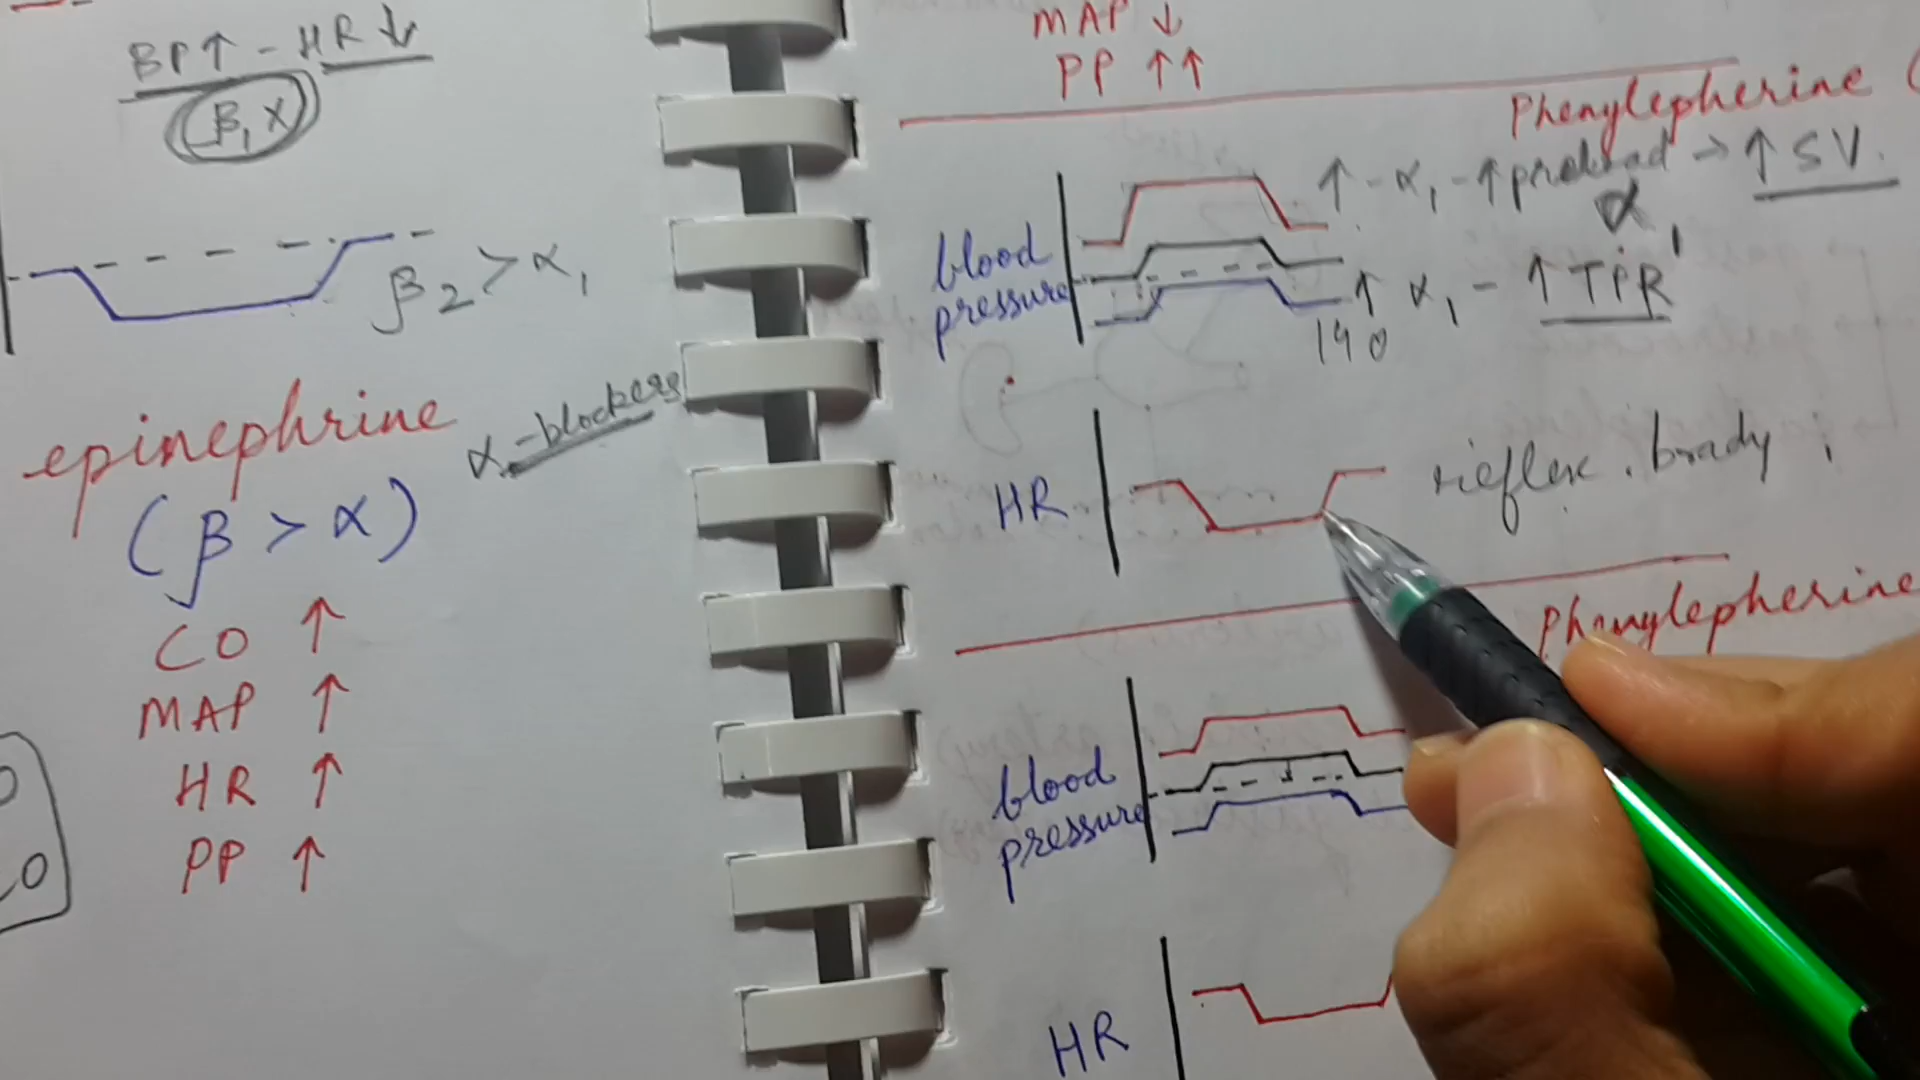 BP↑ - HR↓
β₁ X
β₂ > α₁
epinephrine
α-blockers
(β > α)
CO ↑
MAP ↑
HR ↑
PP ↑
MAP ↓
PP ↑↑
Phenylepherine (
↑ - α₁ - ↑ preload → ↑ SV.
α₁
blood
pressure
↑ α₁ - ↑ TPR
140
HR
reflex. brady
Phenylepherine
blood
pressure
HR